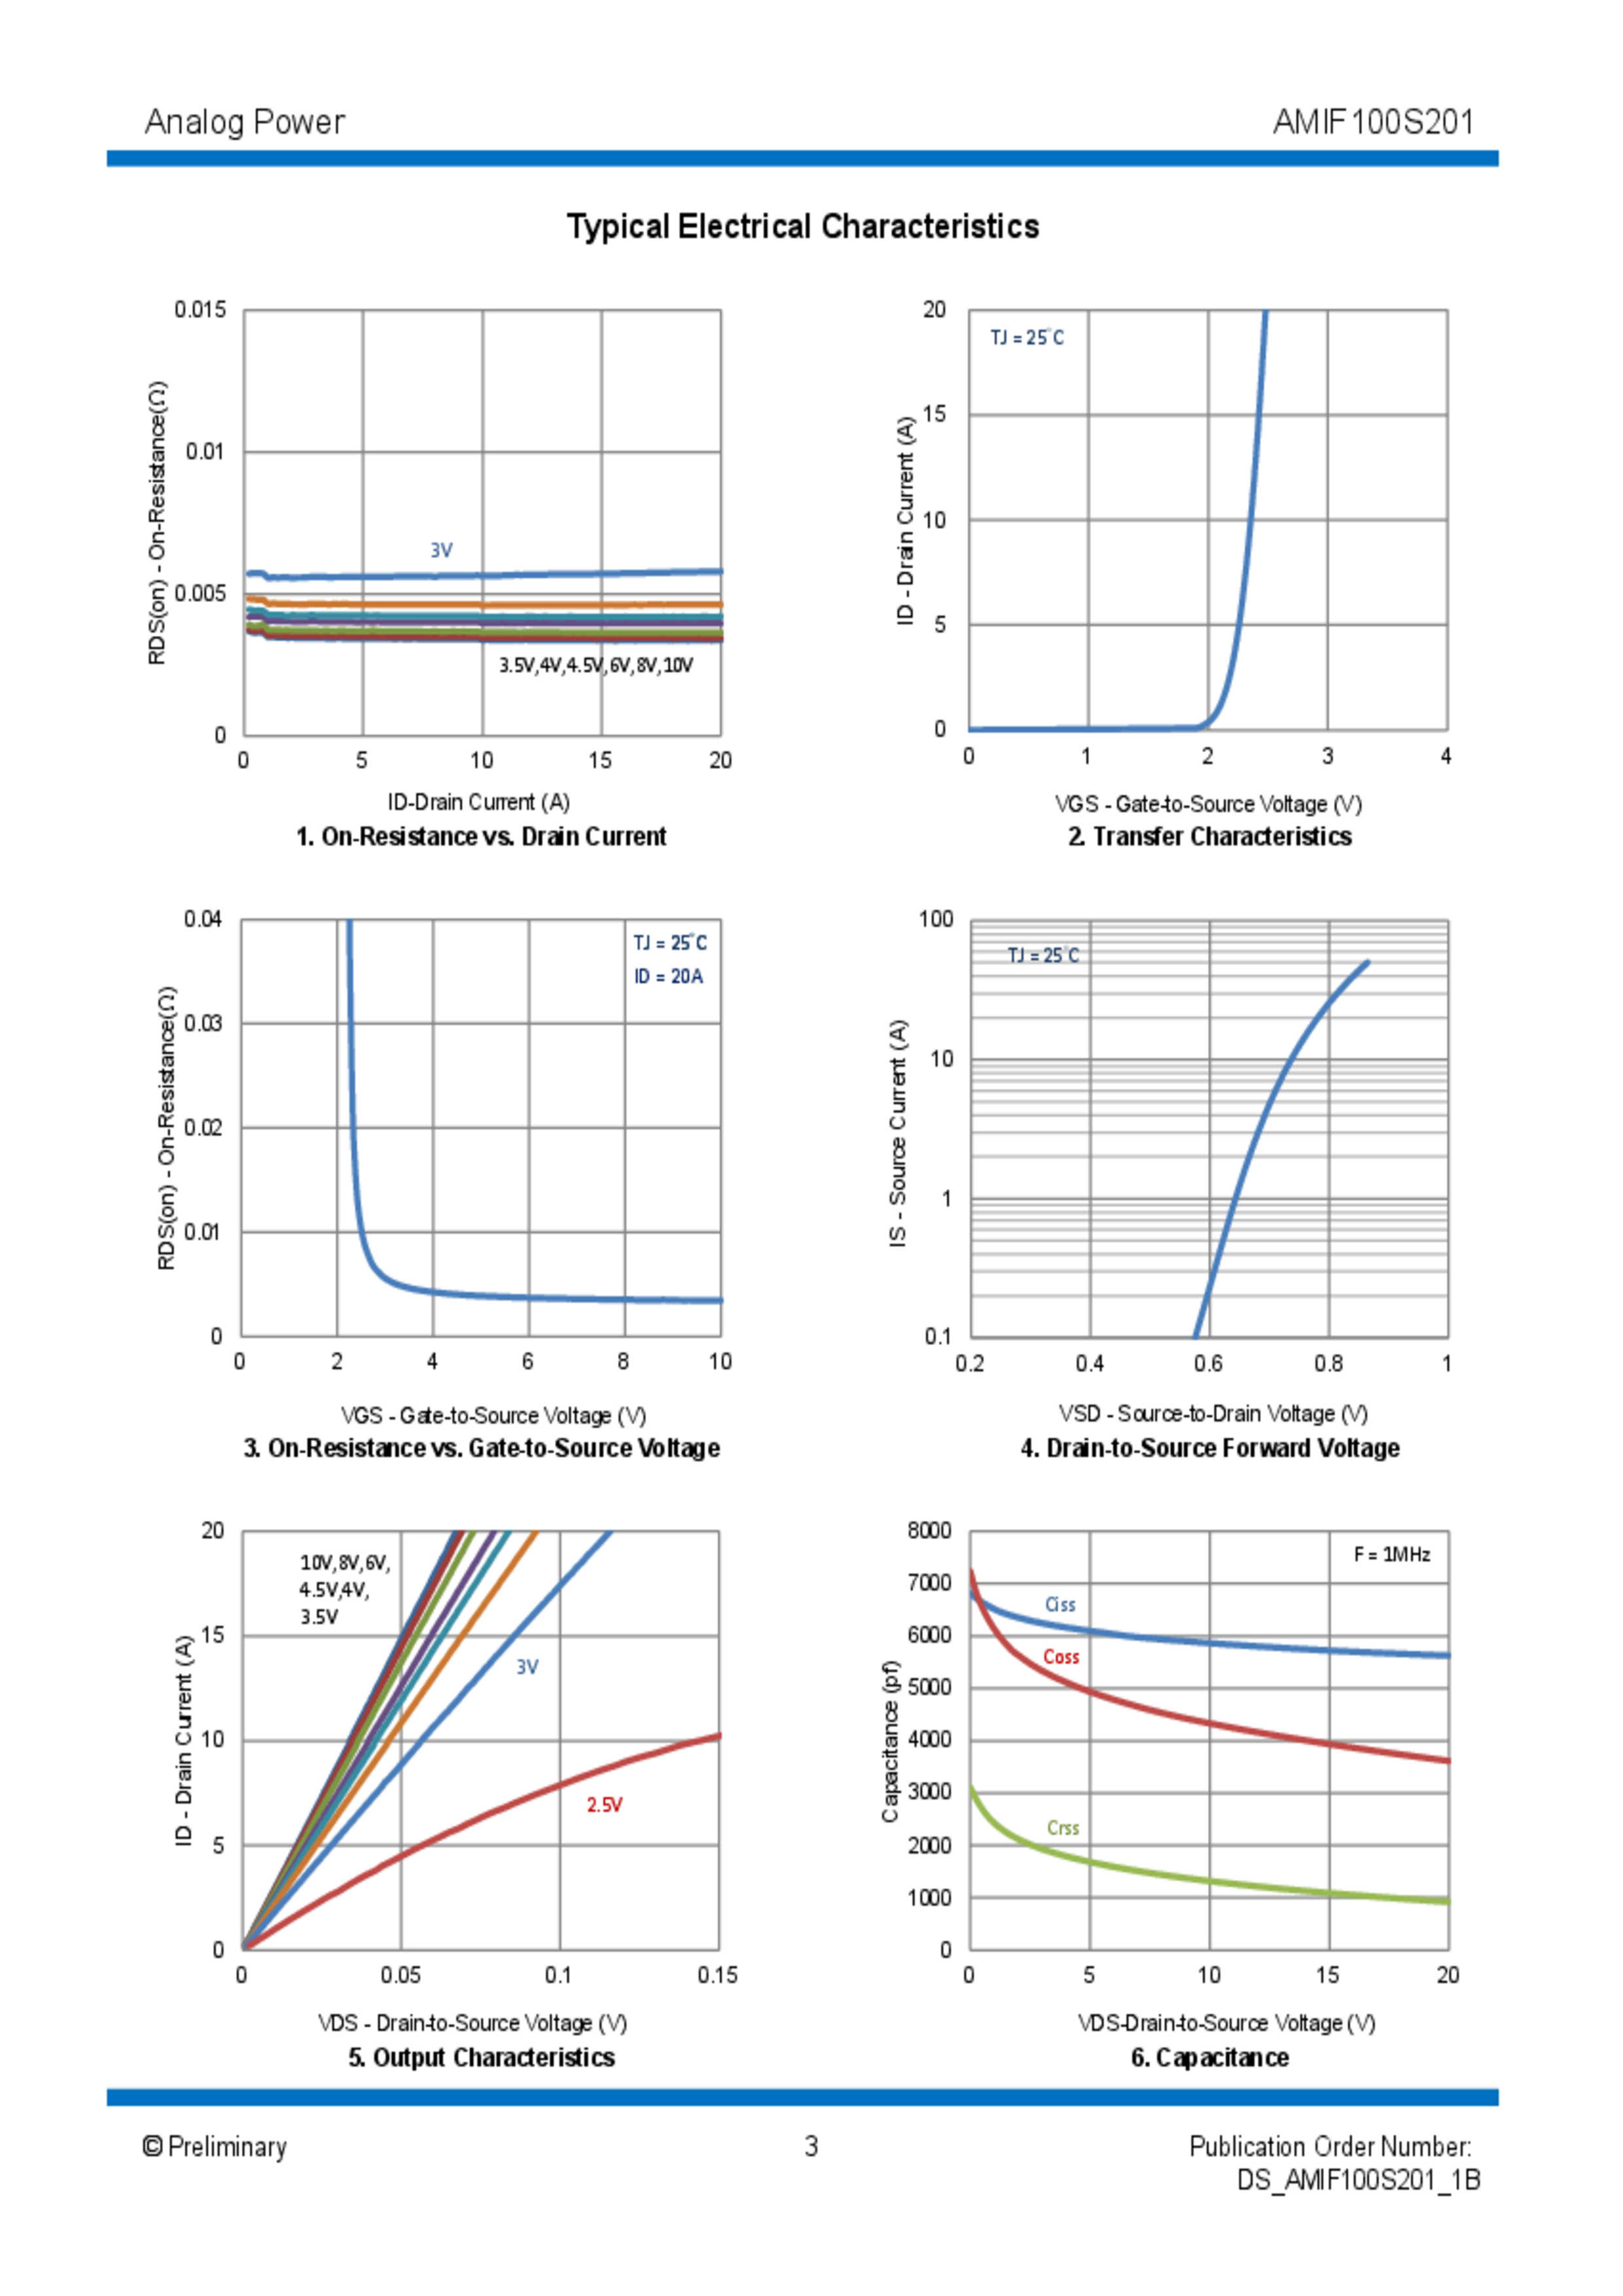 Analog Power
AMIF100S201
Typical Electrical Characteristics
0.015
0.01
0.005
0
0
5
10
15
20
3V
3.5V,4V,4.5V,6V,8V,10V
RDS(on) - On-Resistance(Ω)
ID-Drain Current (A)
1. On-Resistance vs. Drain Current
20
15
10
5
0
0
1
2
3
4
TJ = 25°C
ID - Drain Current (A)
VGS - Gate-to-Source Voltage (V)
2. Transfer Characteristics
0.04
0.03
0.02
0.01
0
0
2
4
6
8
10
TJ = 25°C
ID = 20A
RDS(on) - On-Resistance(Ω)
VGS - Gate-to-Source Voltage (V)
3. On-Resistance vs. Gate-to-Source Voltage
100
10
1
0.1
0.2
0.4
0.6
0.8
1
TJ = 25°C
IS - Source Current (A)
VSD - Source-to-Drain Voltage (V)
4. Drain-to-Source Forward Voltage
20
15
10
5
0
0
0.05
0.1
0.15
10V,8V,6V,
4.5V,4V,
3.5V
3V
2.5V
ID - Drain Current (A)
VDS - Drain-to-Source Voltage (V)
5. Output Characteristics
8000
7000
6000
5000
4000
3000
2000
1000
0
0
5
10
15
20
F = 1MHz
Ciss
Coss
Crss
Capacitance (pf)
VDS-Drain-to-Source Voltage (V)
6. Capacitance
© Preliminary
3
Publication Order Number:
DS_AMIF100S201_1B